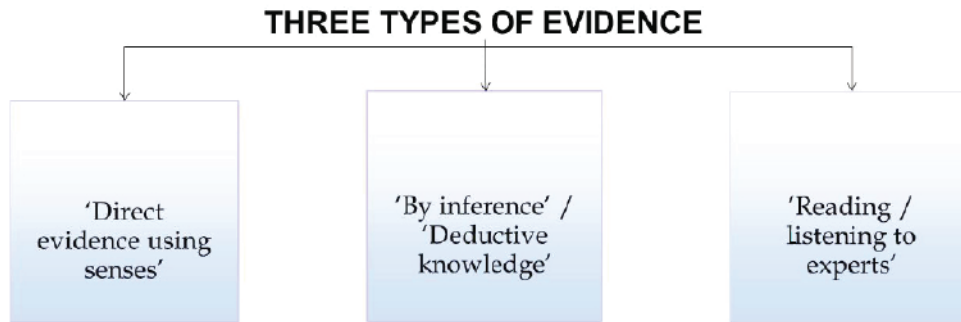 THREE TYPES OF EVIDENCE
‘Direct
evidence using
senses’
‘By inference’ /
‘Deductive
knowledge’
‘Reading /
listening to
experts’